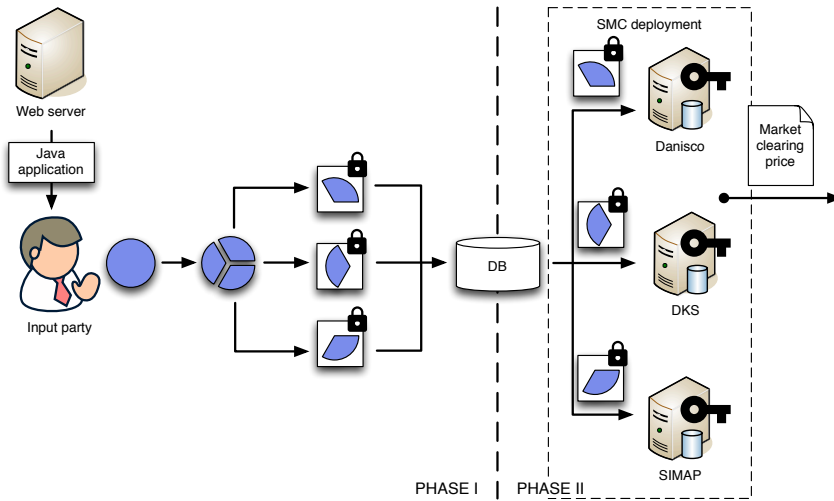 SMC deployment
Web server
Java
application
Input party
DB
Danisco
DKS
SIMAP
Market
clearing
price
PHASE I
PHASE II